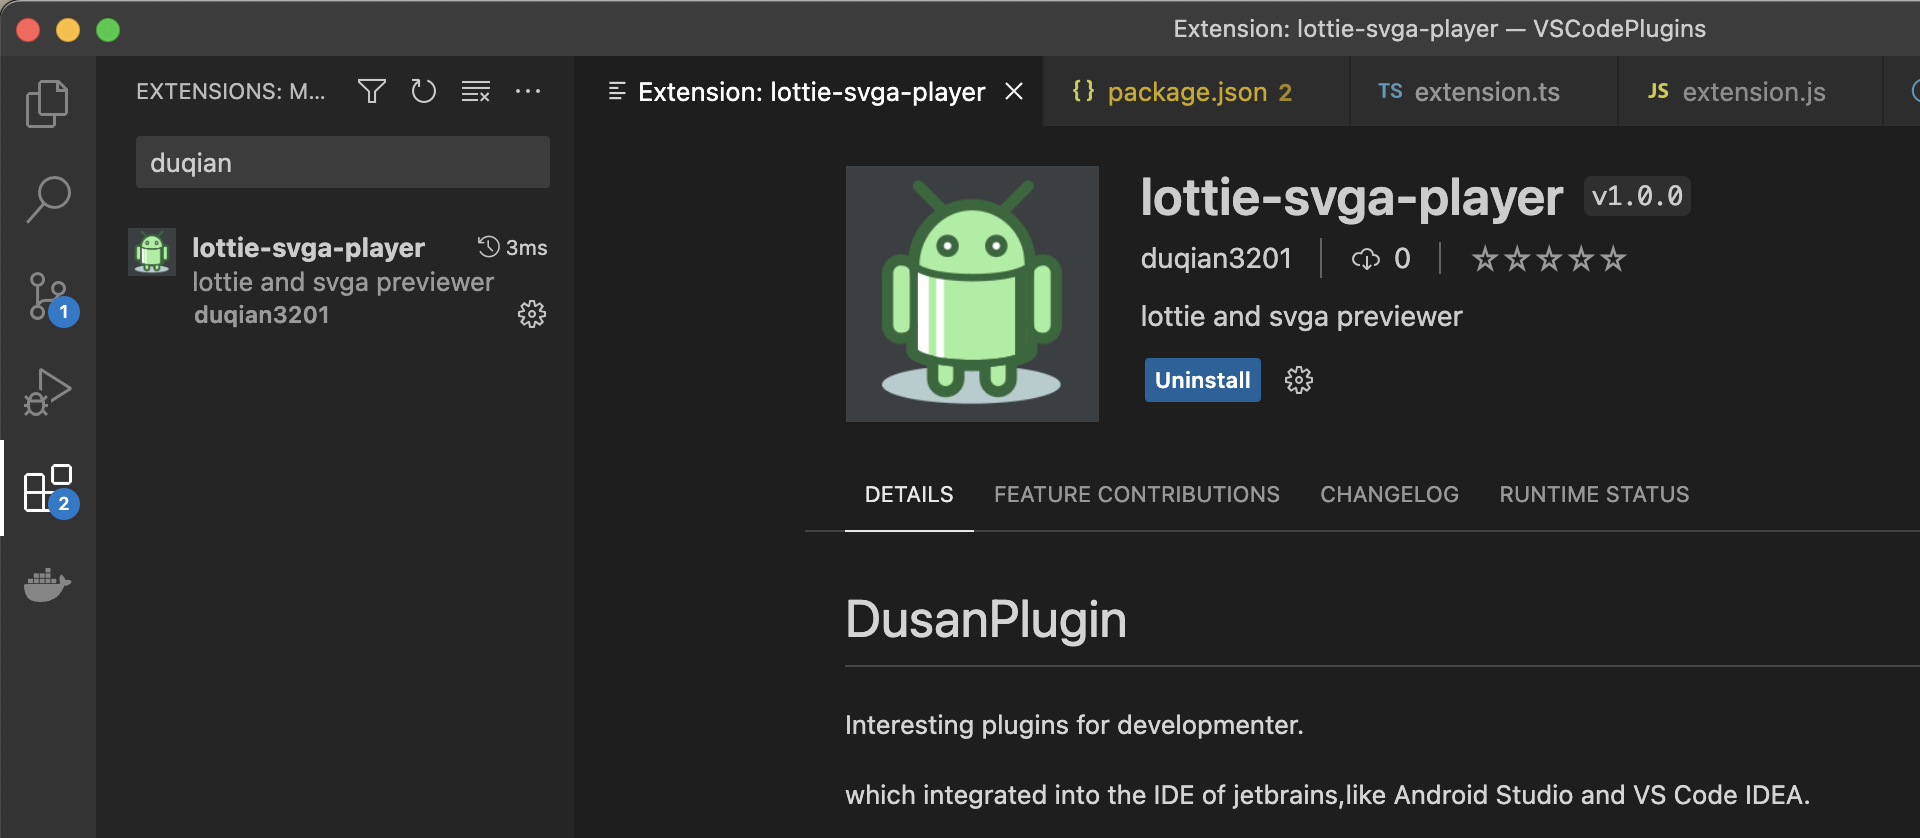 Extension: lottie-svga-player — VSCodePlugins
EXTENSIONS: M...
Extension: lottie-svga-player
{} package.json 2
TS extension.ts
JS extension.js
duqian
lottie-svga-player 3ms
lottie and svga previewer
duqian3201
1
2
lottie-svga-player v1.0.0
duqian3201 0
lottie and svga previewer
Uninstall
DETAILS FEATURE CONTRIBUTIONS CHANGELOG RUNTIME STATUS
DusanPlugin
Interesting plugins for developmenter.
which integrated into the IDE of jetbrains,like Android Studio and VS Code IDEA.